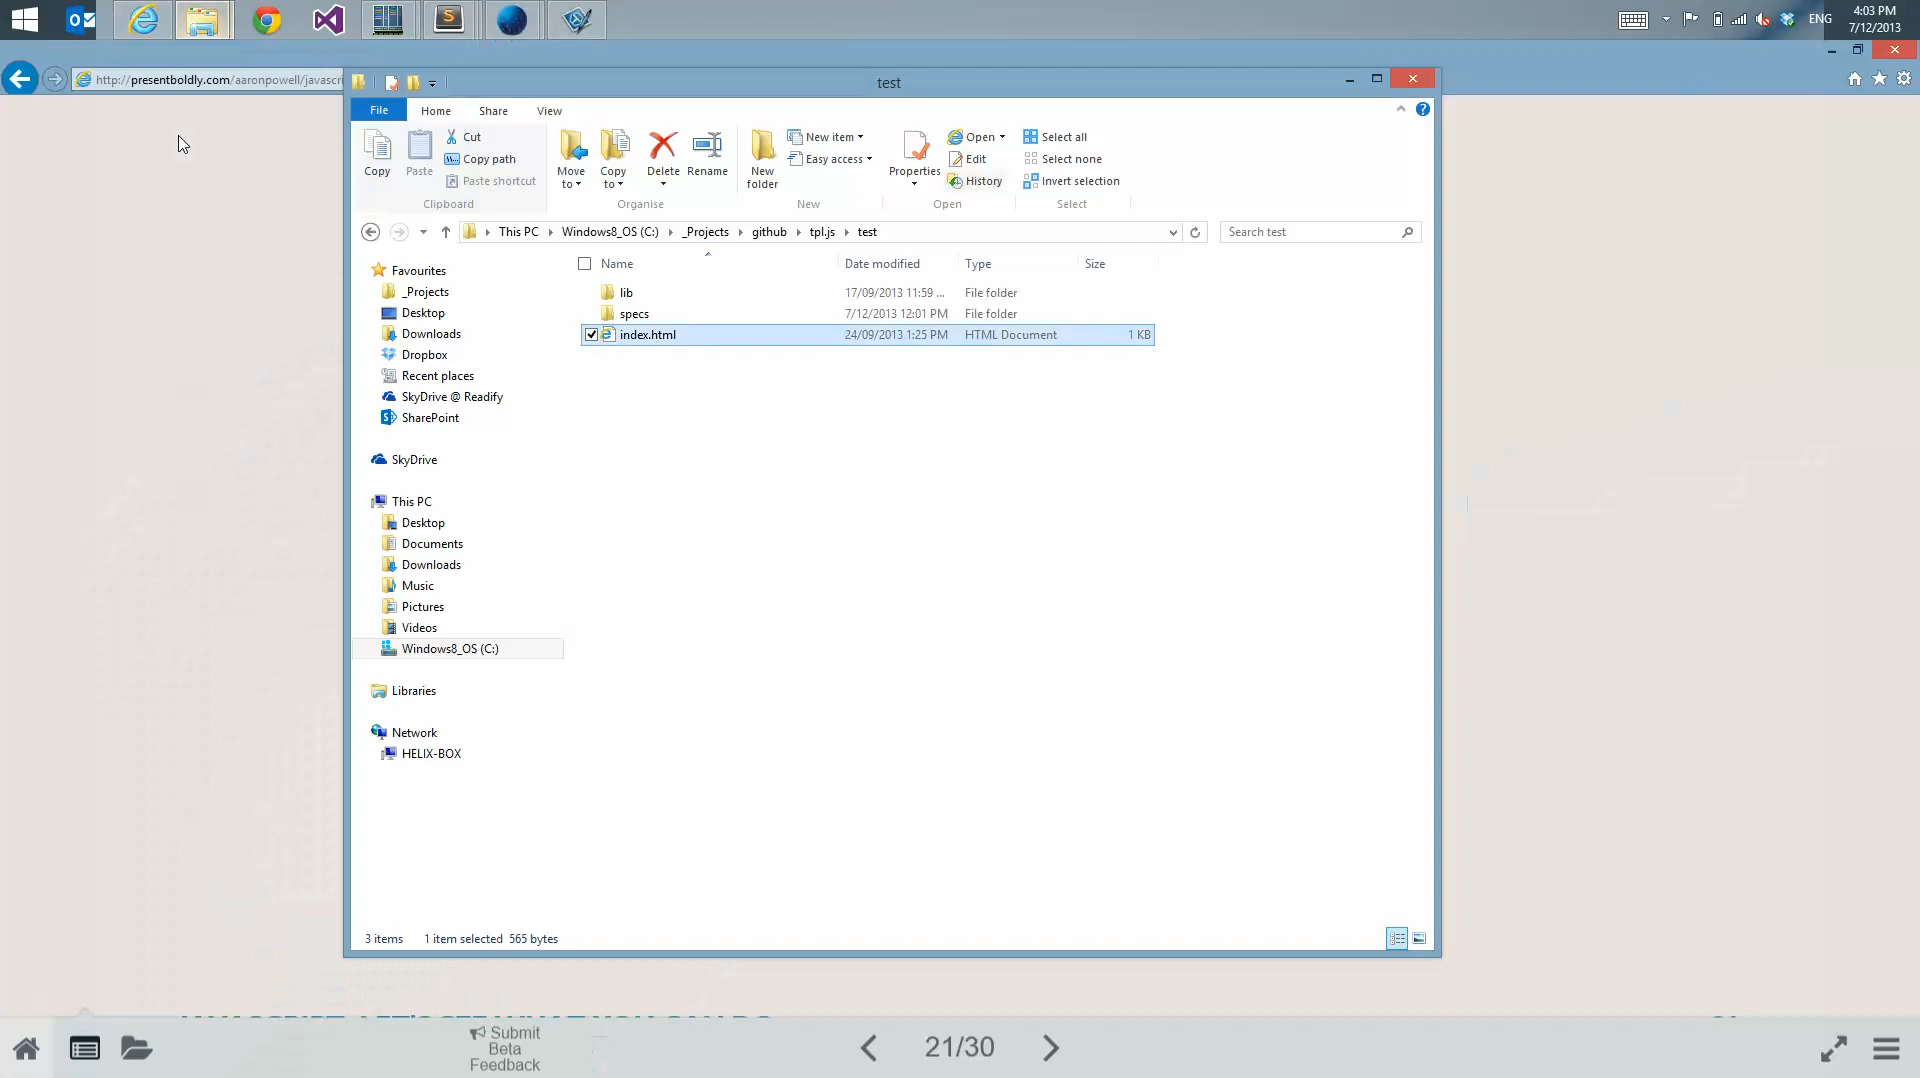 ENG
4:03 PM
7/12/2013
http://presentboldly.com/aaronpowell/javascri
test
File
Home
Share
View
Copy
Paste
Cut
Copy path
Paste shortcut
Clipboard
Move to
Copy to
Delete
Rename
Organise
New folder
New item
Easy access
New
Properties
Open
Edit
History
Open
Select all
Select none
Invert selection
Select
This PC
Windows8_OS (C:)
_Projects
github
tpl.js
test
Search test
Name
Date modified
Type
Size
lib
17/09/2013 11:59 ...
File folder
specs
7/12/2013 12:01 PM
File folder
index.html
24/09/2013 1:25 PM
HTML Document
1 KB
Favourites
_Projects
Desktop
Downloads
Dropbox
Recent places
SkyDrive @ Readify
SharePoint
SkyDrive
This PC
Desktop
Documents
Downloads
Music
Pictures
Videos
Windows8_OS (C:)
Libraries
Network
HELIX-BOX
3 items
1 item selected 565 bytes
Submit
Beta
Feedback
21/30